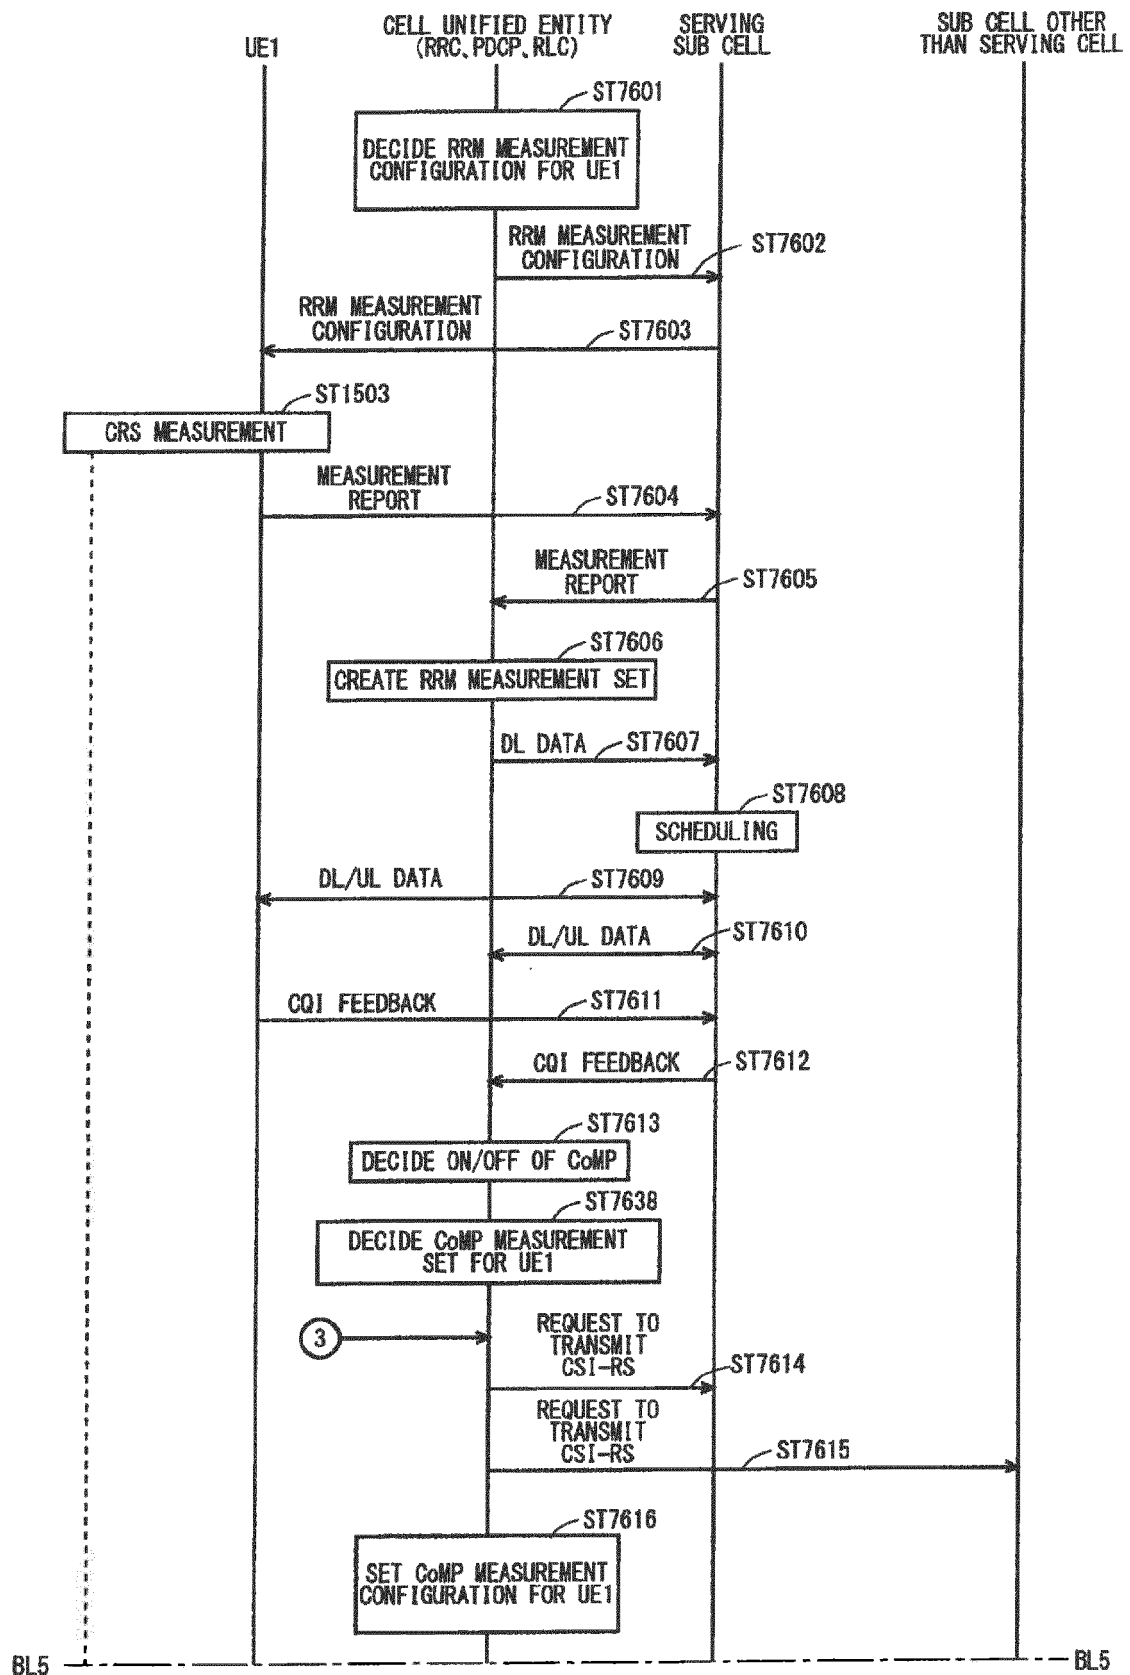 UE1
CELL UNIFIED ENTITY
(RRC、PDCP、RLC)
SERVING
SUB CELL
SUB CELL OTHER
THAN SERVING CELL
ST7601
DECIDE RRM MEASUREMENT
CONFIGURATION FOR UE1
RRM MEASUREMENT
CONFIGURATION
ST7602
RRM MEASUREMENT
CONFIGURATION
ST7603
ST1503
CRS MEASUREMENT
MEASUREMENT
REPORT
ST7604
MEASUREMENT
REPORT
ST7605
ST7606
CREATE RRM MEASUREMENT SET
DL DATA
ST7607
ST7608
SCHEDULING
DL/UL DATA
ST7609
DL/UL DATA
ST7610
CQI FEEDBACK
ST7611
CQI FEEDBACK
ST7612
ST7613
DECIDE ON/OFF OF CoMP
ST7638
DECIDE CoMP MEASUREMENT
SET FOR UE1
3
REQUEST TO
TRANSMIT
CSI-RS
ST7614
REQUEST TO
TRANSMIT
CSI-RS
ST7615
ST7616
SET CoMP MEASUREMENT
CONFIGURATION FOR UE1
BL5
BL5